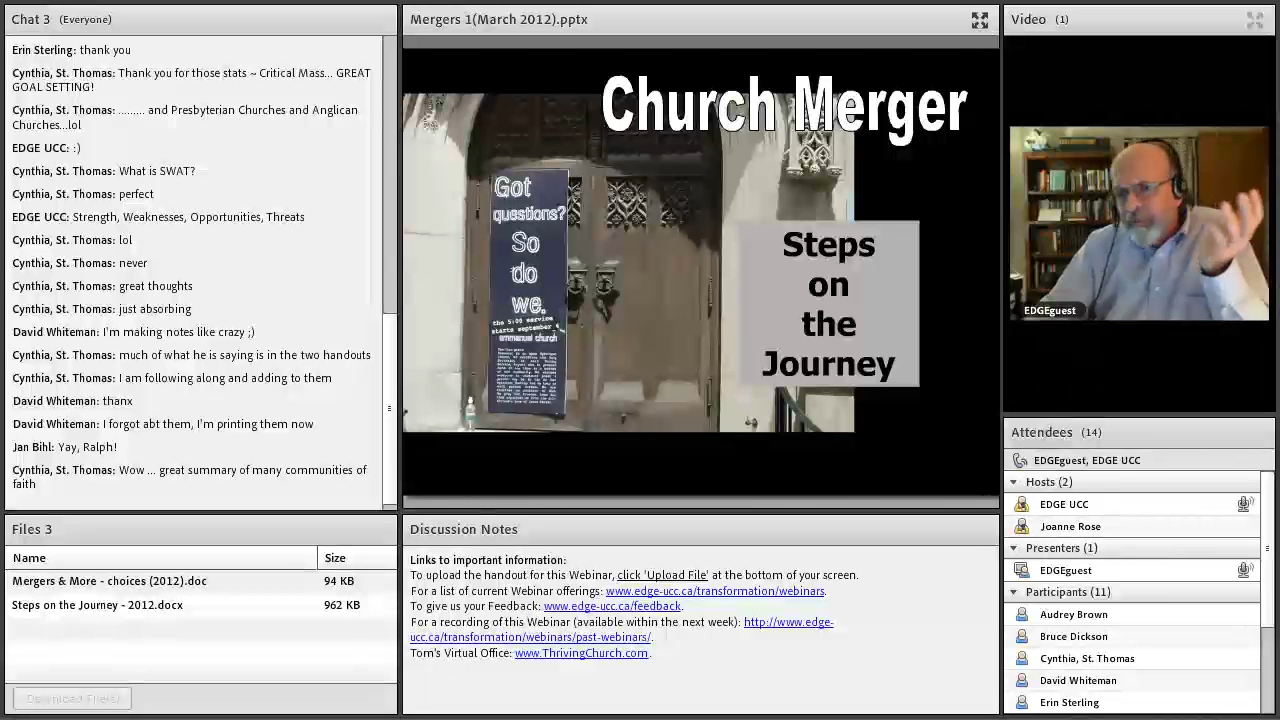 Chat 3 (Everyone)
Erin Sterling: thank you
Cynthia, St. Thomas: Thank you for those stats ~ Critical Mass... GREAT
GOAL SETTING!
Cynthia, St. Thomas: ......... and Presbyterian Churches and Anglican
Churches...lol
EDGE UCC: :)
Cynthia, St. Thomas: What is SWAT?
Cynthia, St. Thomas: perfect
EDGE UCC: Strength, Weaknesses, Opportunities, Threats
Cynthia, St. Thomas: lol
Cynthia, St. Thomas: never
Cynthia, St. Thomas: great thoughts
Cynthia, St. Thomas: just absorbing
David Whiteman: I'm making notes like crazy ;)
Cynthia, St. Thomas: much of what he is saying is in the two handouts
Cynthia, St. Thomas: I am following along and adding to them
David Whiteman: thanx
David Whiteman: I forgot abt them, I'm printing them now
Jan Bihl: Yay, Ralph!
Cynthia, St. Thomas: Wow ... great summary of many communities of
faith
Files 3
Name Size
Mergers & More - choices (2012).doc 94 KB
Steps on the Journey - 2012.docx 962 KB
Download File(s)
Mergers 1(March 2012).pptx
Church Merger
Got
questions?
So
do
we.
the 5:00 service
starts september
emmanuel church
Steps
on
the
Journey
Discussion Notes
Links to important information:
To upload the handout for this Webinar, click 'Upload File' at the bottom of your screen.
For a list of current Webinar offerings: www.edge-ucc.ca/transformation/webinars.
To give us your Feedback: www.edge-ucc.ca/feedback.
For a recording of this Webinar (available within the next week): http://www.edge-
ucc.ca/transformation/webinars/past-webinars/.
Tom's Virtual Office: www.ThrivingChurch.com.
Video (1)
EDGEguest
Attendees (14)
EDGEguest, EDGE UCC
Hosts (2)
EDGE UCC
Joanne Rose
Presenters (1)
EDGEguest
Participants (11)
Audrey Brown
Bruce Dickson
Cynthia, St. Thomas
David Whiteman
Erin Sterling